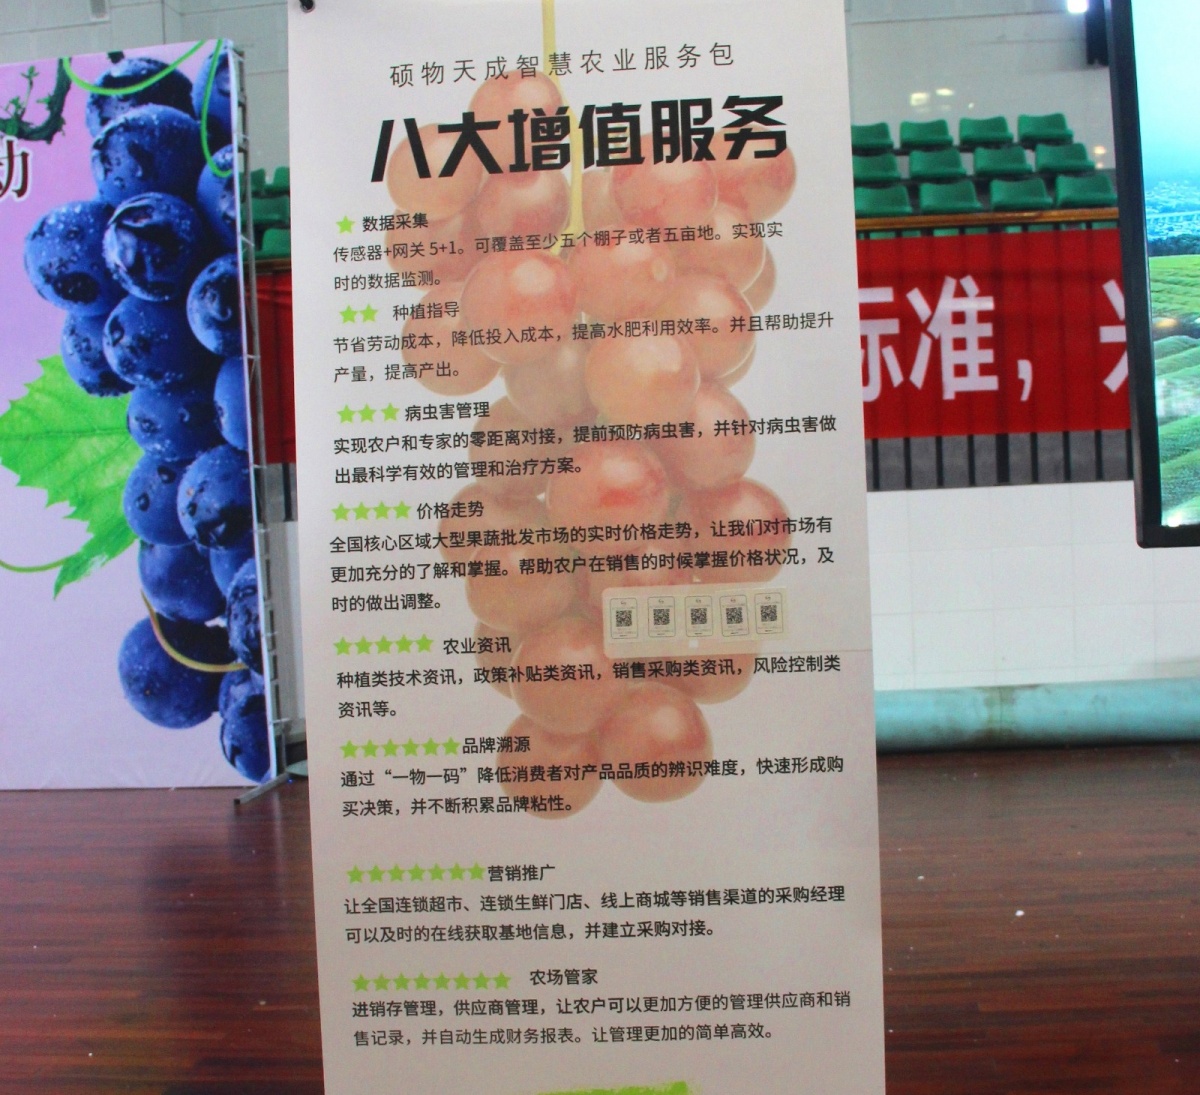 硕物天成智慧农业服务包
八大增值服务
数据采集
传感器+网关 5+1。可覆盖至少五个棚子或者五亩地。实现实
时的数据监测。
种植指导
节省劳动成本，降低投入成本，提高水肥利用效率。并且帮助提升
产量，提高产出。
病虫害管理
实现农户和专家的零距离对接，提前预防病虫害，并针对病虫害做
出最科学有效的管理和治疗方案。
价格走势
全国核心区域大型果蔬批发市场的实时价格走势，让我们对市场有
更加充分的了解和掌握。帮助农户在销售的时候掌握价格状况，及
时的做出调整。
农业资讯
种植类技术资讯，政策补贴类资讯，销售采购类资讯，风险控制类
资讯等。
品牌溯源
通过“一物一码”降低消费者对产品品质的辨识难度，快速形成购
买决策，并不断积累品牌粘性。
营销推广
让全国连锁超市、连锁生鲜门店、线上商城等销售渠道的采购经理
可以及时的在线获取基地信息，并建立采购对接。
农场管家
进销存管理，供应商管理，让农户可以更加方便的管理供应商和销
售记录，并自动生成财务报表。让管理更加的简单高效。
标准，